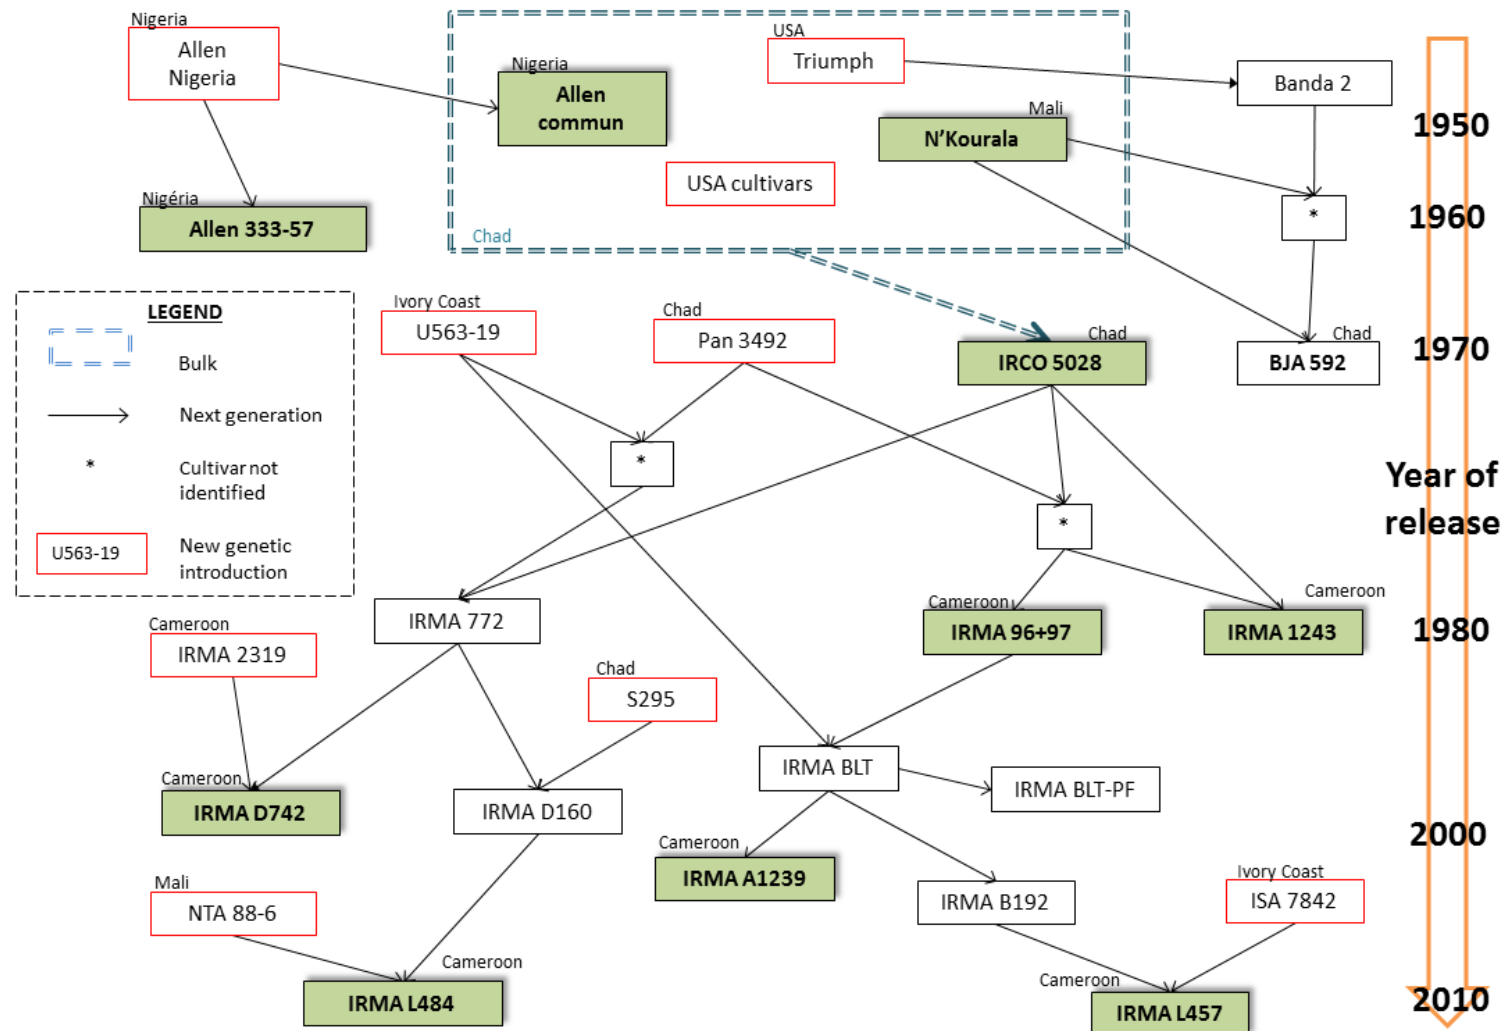 Nigeria
Allen
Nigeria
USA
Triumph
Nigeria
Allen
commun
Banda 2
Mali
N'Kourala
1950
USA cultivars
Nigéria
Allen 333-57
*
1960
Chad
LEGEND
Bulk
Next generation
*
Cultivar not
identified
U563-19
New genetic
introduction
Ivory Coast
U563-19
Chad
Pan 3492
Chad
IRCO 5028
Chad
BJA 592
1970
*
*
Year of
release
IRMA 772
Cameroon
IRMA 96+97
Cameroon
IRMA 1243
1980
Cameroon
IRMA 2319
Chad
S295
IRMA BLT
IRMA BLT-PF
Cameroon
IRMA D742
IRMA D160
2000
Cameroon
IRMA A1239
Mali
NTA 88-6
IRMA B192
Ivory Coast
ISA 7842
Cameroon
IRMA L484
Cameroon
IRMA L457
2010